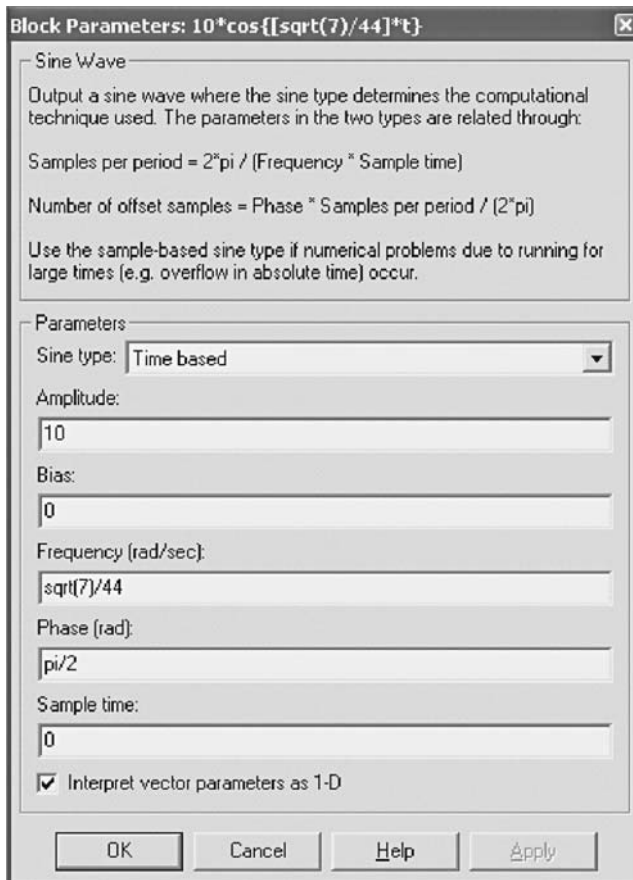 Block Parameters: 10*cos{[sqrt(7)/44]*t}
Sine Wave
Output a sine wave where the sine type determines the computational
technique used. The parameters in the two types are related through:
Samples per period = 2*pi / (Frequency * Sample time)
Number of offset samples = Phase * Samples per period / (2*pi)
Use the sample-based sine type if numerical problems due to running for
large times (e.g. overflow in absolute time) occur.
Parameters
Sine type: Time based
Amplitude:
10
Bias:
0
Frequency (rad/sec):
sqrt(7)/44
Phase (rad):
pi/2
Sample time:
0
Interpret vector parameters as 1-D
OK Cancel Help Apply